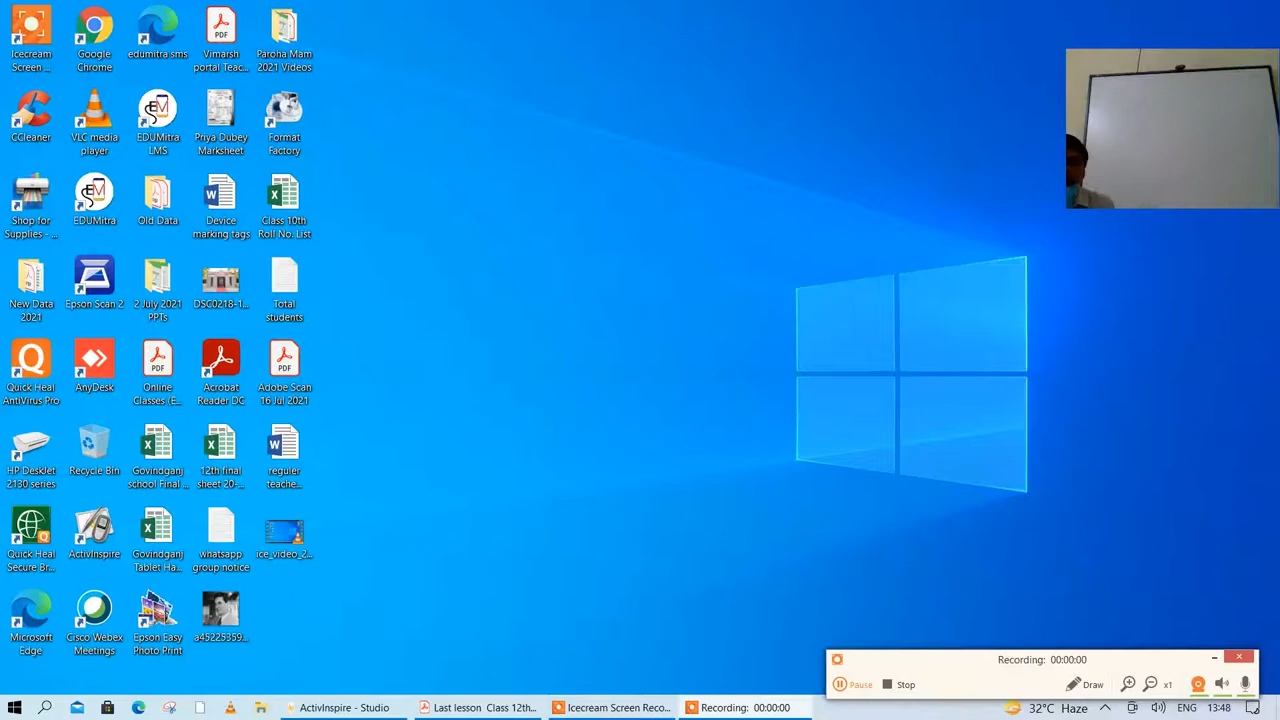 Icecream
Screen ...
Google
Chrome
edumitra sms
PDF
Vimarsh
portal Teac...
Parona Mam
2021 Videos
CCleaner
VLC media
player
EDUMitra
LMS
Priya Dubey
Marksheet
Format
Factory
Shop for
Supplies - ...
EDUMitra
Old Data
Device
marking tags
Class 10th
Roll No. List
New Data
2021
Epson Scan 2
2 July 2021
PPTs
DSC0218-1...
Total
students
Quick Heal
AntiVirus Pro
AnyDesk
PDF
Online
Classes (E...
Acrobat
Reader DC
PDF
Adobe Scan
16 Jul 2021
HP DeskJet
2130 series
Recycle Bin
Govindganj
school Final ...
12th final
sheet 20-...
reguler
teache...
Quick Heal
Secure Br...
ActivInspire
Govindganj
Tablet Ha...
whatsapp
group notice
ice_video_2...
Microsoft
Edge
Cisco Webex
Meetings
Epson Easy
Photo Print
a45225359...
Recording: 00:00:00
Pause
Stop
Draw
x1
ActivInspire - Studio
Last lesson Class 12th...
Icecream Screen Reco...
Recording: 00:00:00
32°C Haze
ENG
13:48